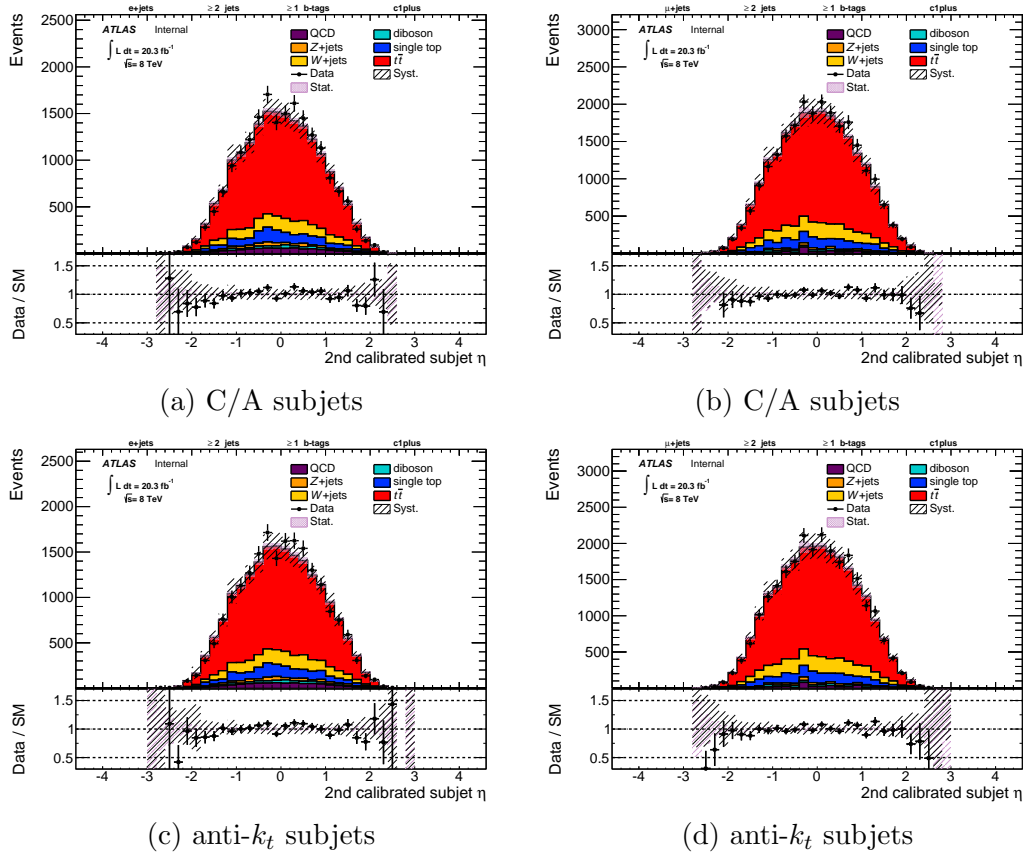 e+jets ≥ 2 jets ≥ 1 b-tags c1plus
Events
2500
2000
1500
1000
500
ATLAS Internal
∫ L dt = 20.3 fb⁻¹
√s= 8 TeV
QCD diboson
Z+jets single top
W+jets tt̄
Data Syst.
Stat.
Data / SM
1.5
1
0.5
-4 -3 -2 -1 0 1 2 3 4
2nd calibrated subjet η
(a) C/A subjets
μ+jets ≥ 2 jets ≥ 1 b-tags c1plus
Events
3000
2500
2000
1500
1000
500
ATLAS Internal
∫ L dt = 20.3 fb⁻¹
√s= 8 TeV
QCD diboson
Z+jets single top
W+jets tt̄
Data Syst.
Stat.
Data / SM
1.5
1
0.5
-4 -3 -2 -1 0 1 2 3 4
2nd calibrated subjet η
(b) C/A subjets
e+jets ≥ 2 jets ≥ 1 b-tags c1plus
Events
2500
2000
1500
1000
500
ATLAS Internal
∫ L dt = 20.3 fb⁻¹
√s= 8 TeV
QCD diboson
Z+jets single top
W+jets tt̄
Data Syst.
Stat.
Data / SM
1.5
1
0.5
-4 -3 -2 -1 0 1 2 3 4
2nd calibrated subjet η
(c) anti-kₜ subjets
μ+jets ≥ 2 jets ≥ 1 b-tags c1plus
Events
3000
2500
2000
1500
1000
500
ATLAS Internal
∫ L dt = 20.3 fb⁻¹
√s= 8 TeV
QCD diboson
Z+jets single top
W+jets tt̄
Data Syst.
Stat.
Data / SM
1.5
1
0.5
-4 -3 -2 -1 0 1 2 3 4
2nd calibrated subjet η
(d) anti-kₜ subjets